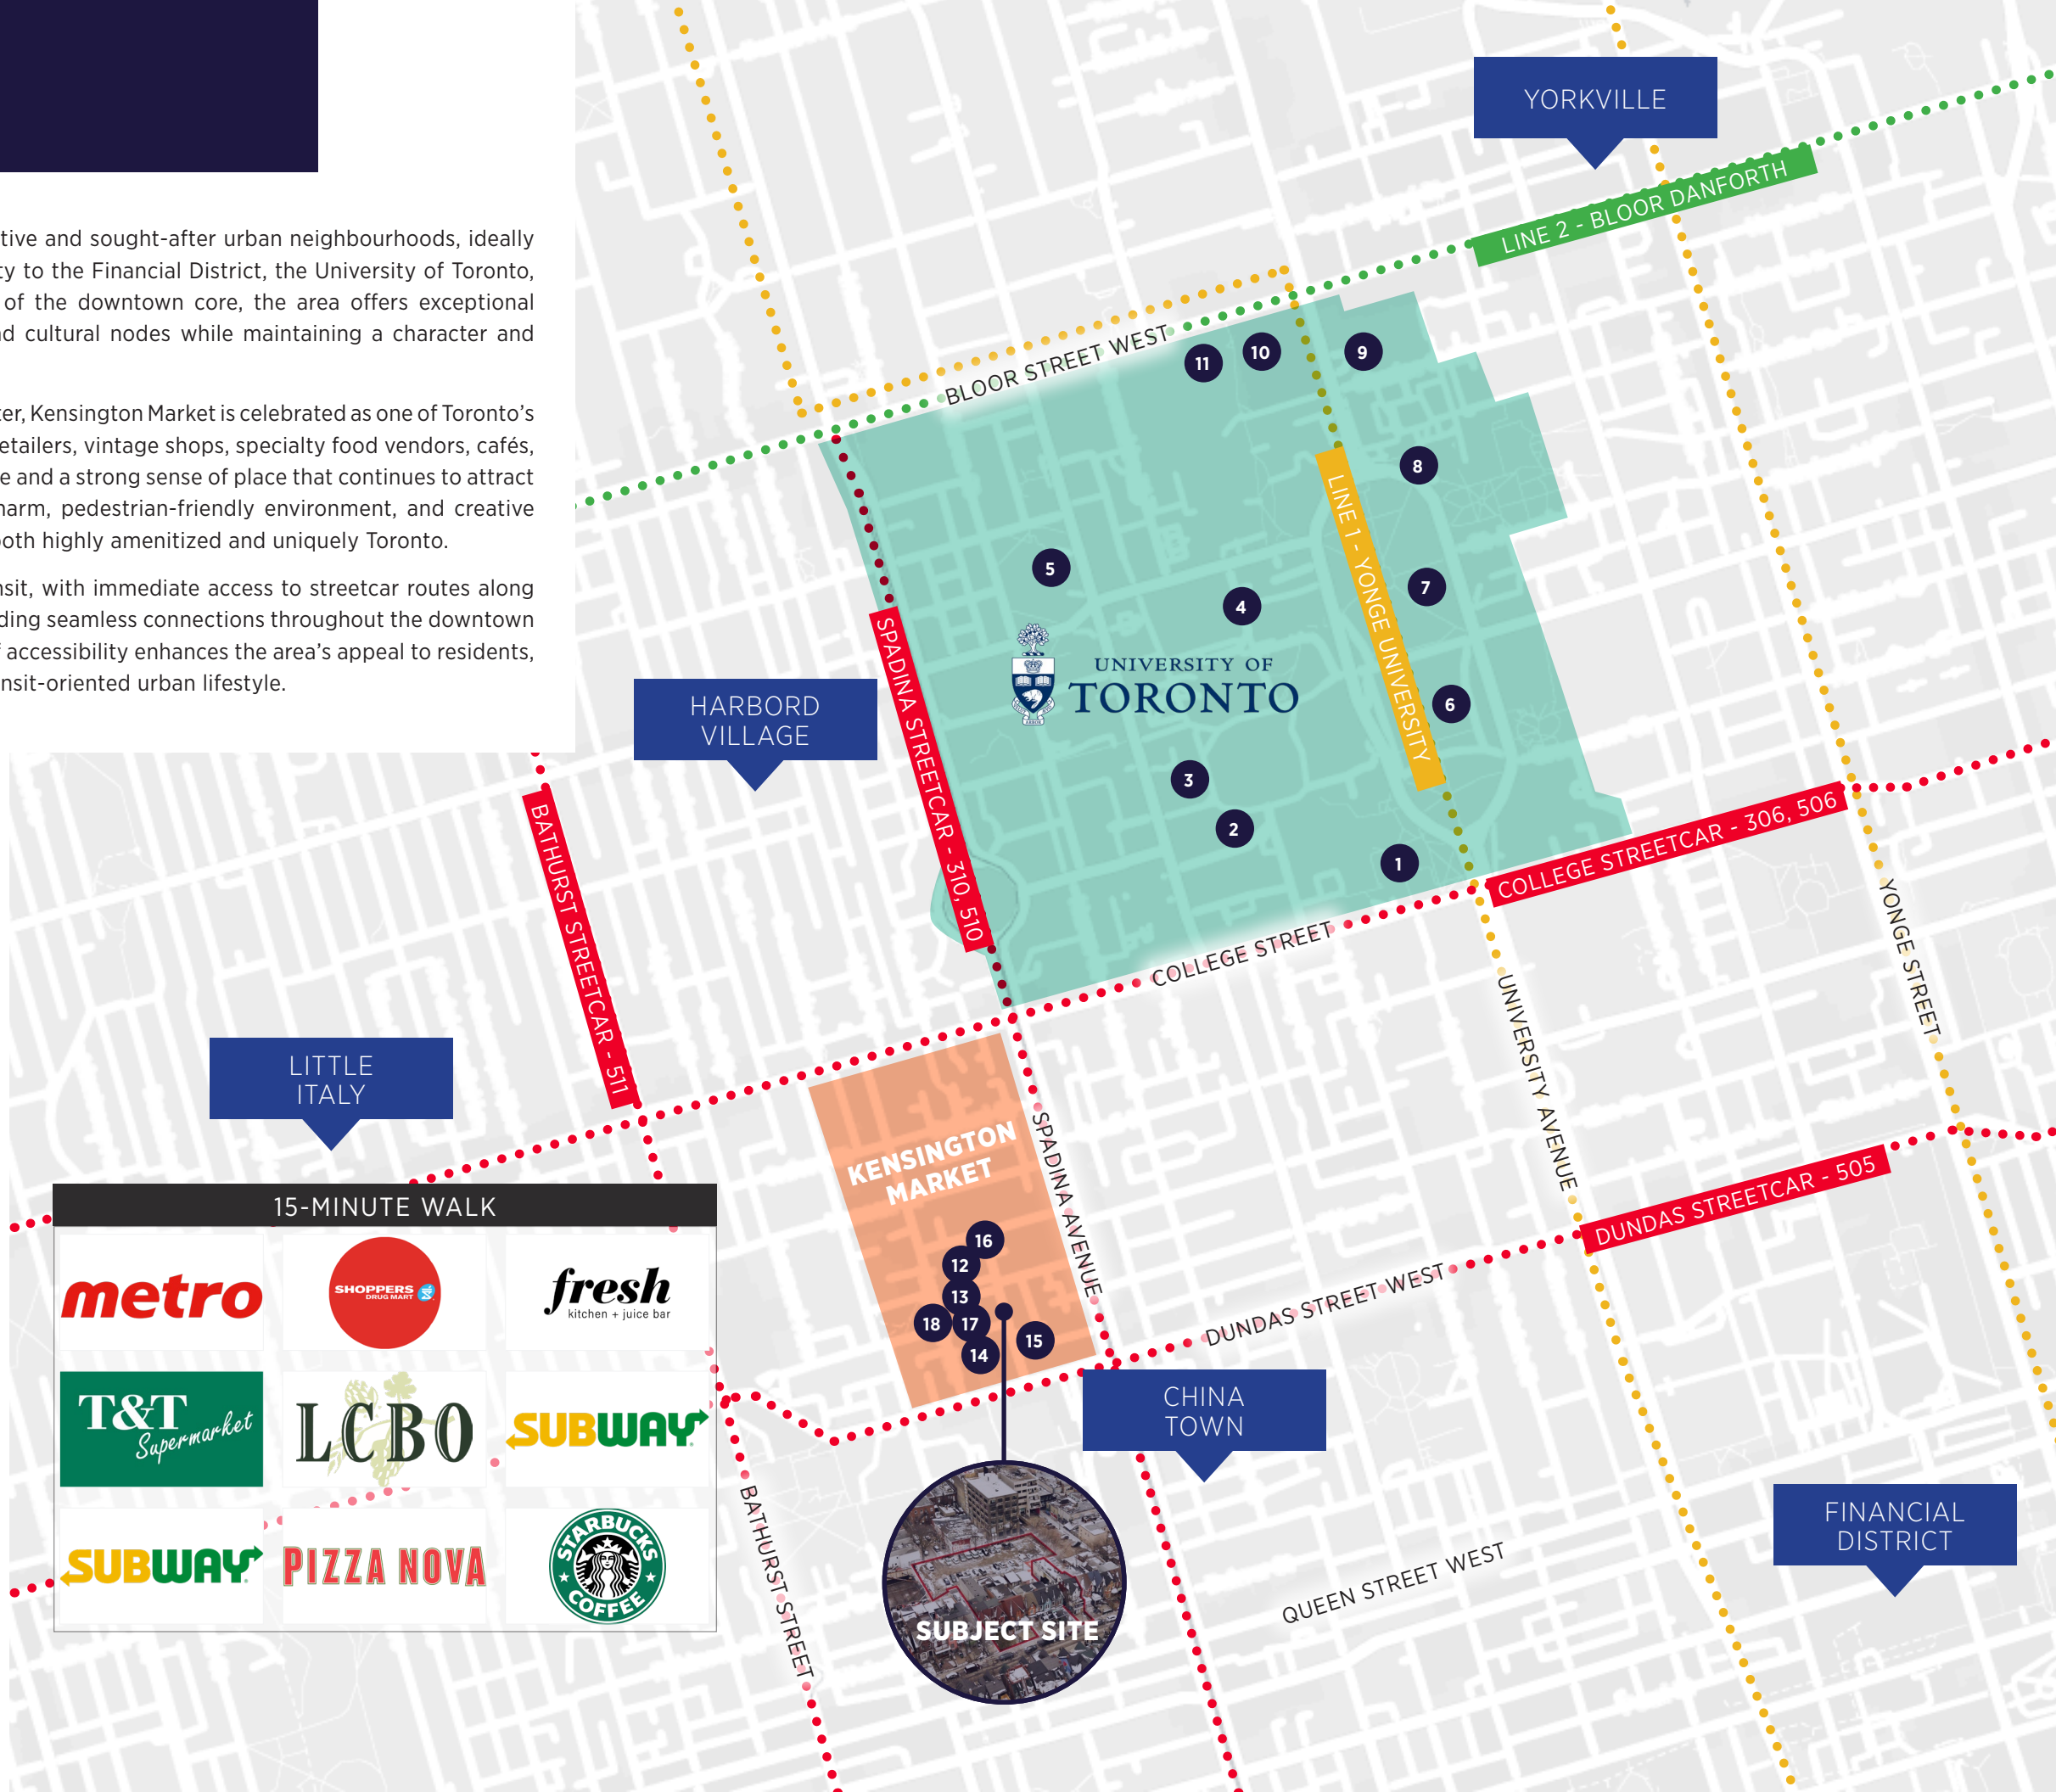 tive and sought-after urban neighbourhoods, ideally
ty to the Financial District, the University of Toronto,
of the downtown core, the area offers exceptional
d cultural nodes while maintaining a character and
ter, Kensington Market is celebrated as one of Toronto's
etailers, vintage shops, specialty food vendors, cafés,
e and a strong sense of place that continues to attract
harm, pedestrian-friendly environment, and creative
both highly amenitized and uniquely Toronto.
nsit, with immediate access to streetcar routes along
ding seamless connections throughout the downtown
f accessibility enhances the area's appeal to residents,
nsit-oriented urban lifestyle.
YORKVILLE
LINE 2 - BLOOR DANFORTH
BLOOR STREET WEST
11
10
9
8
LINE 1 - YONGE UNIVERSITY
5
4
7
SPADINA STREETCAR - 310, 510
UNIVERSITY OF
TORONTO
6
HARBORD
VILLAGE
3
2
1
COLLEGE STREETCAR - 306, 506
BATHURST STREETCAR - 511
COLLEGE STREET
YONGE STREET
UNIVERSITY AVENUE
LITTLE
ITALY
KENSINGTON
MARKET
SPADINA AVENUE
DUNDAS STREETCAR - 505
16
12
13
18
17
15
14
DUNDAS STREET WEST
15-MINUTE WALK
metro
SHOPPERS
DRUG MART
fresh
kitchen + juice bar
T&T
Supermarket
LCBO
SUBWAY
SUBWAY
PIZZA NOVA
STARBUCKS
COFFEE
CHINA
TOWN
BATHURST STREET
SUBJECT SITE
QUEEN STREET WEST
FINANCIAL
DISTRICT